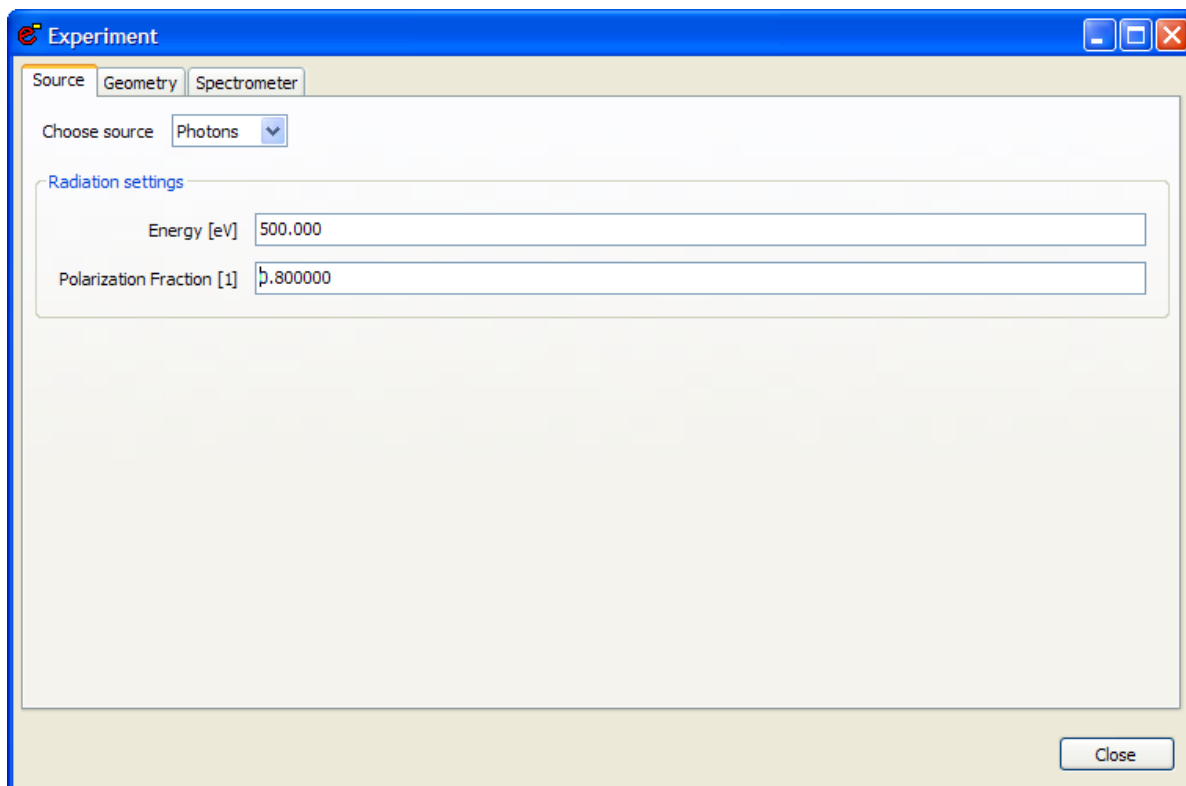 Experiment
Source Geometry Spectrometer
Choose source Photons
Radiation settings
Energy [eV] 500.000
Polarization Fraction [1] 0.800000
Close